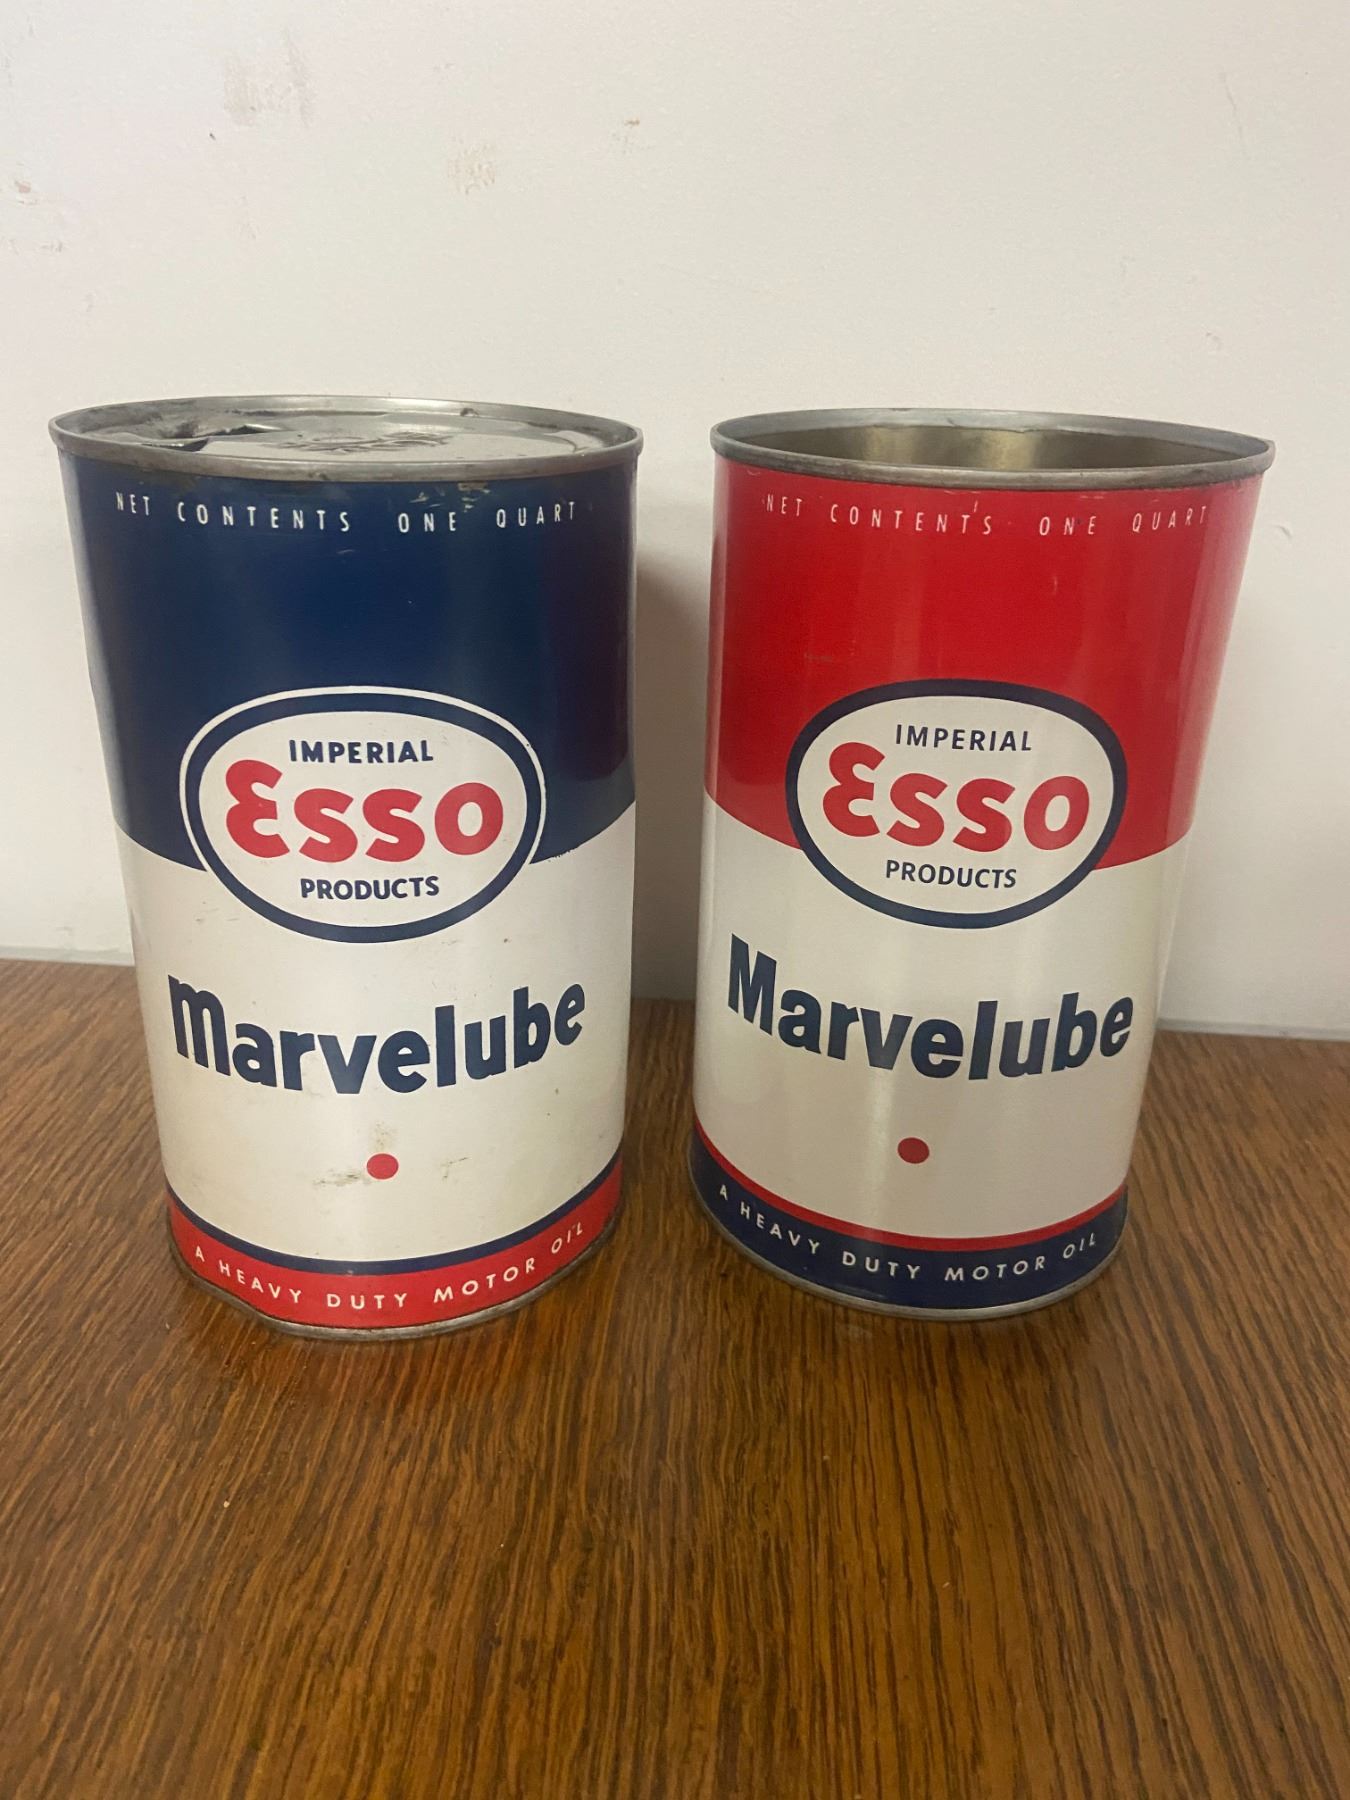 NET CONTENTS ONE QUART
IMPERIAL
Esso
PRODUCTS
marvelube
A HEAVY DUTY MOTOR OIL
NET CONTENTS ONE QUART
IMPERIAL
Esso
PRODUCTS
Marvelube
A HEAVY DUTY MOTOR OIL